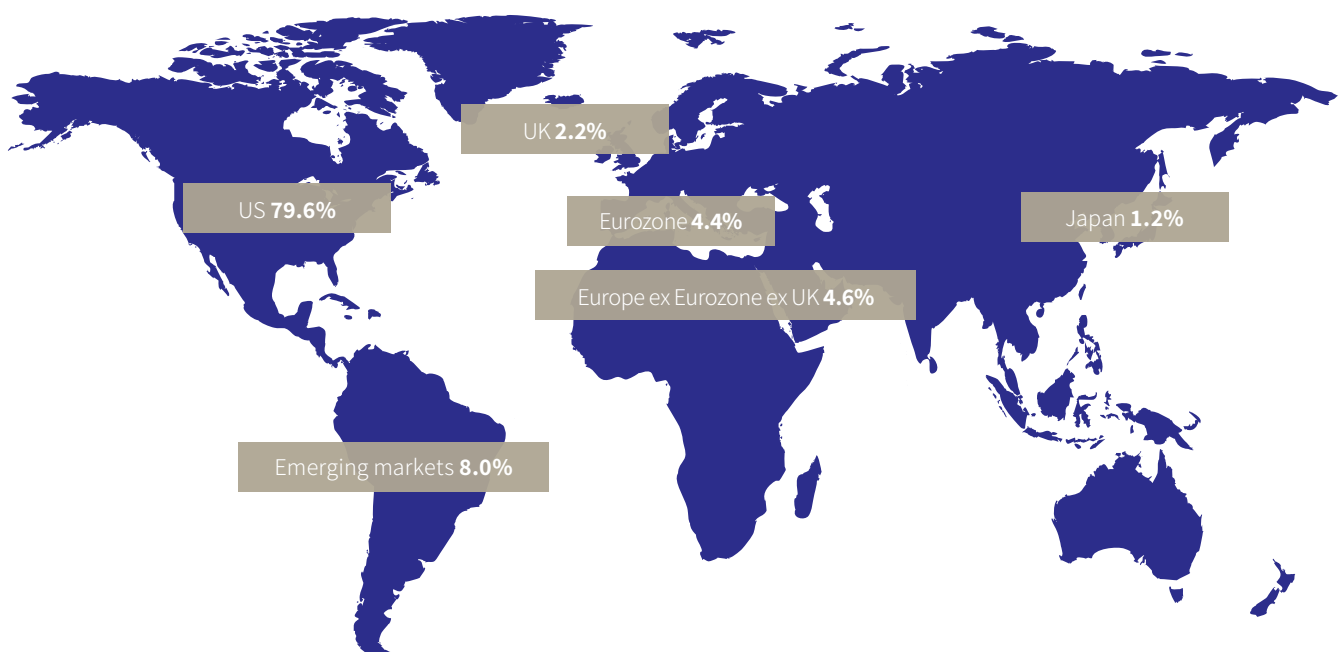 UK 2.2%
US 79.6%
Eurozone 4.4%
Japan 1.2%
Europe ex Eurozone ex UK 4.6%
Emerging markets 8.0%